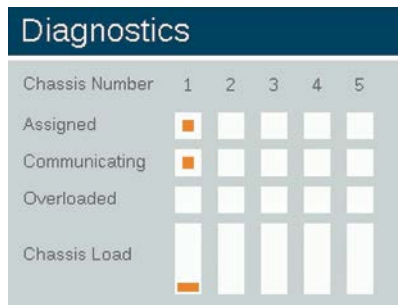 Diagnostics
Chassis Number 1 2 3 4 5
Assigned
Communicating
Overloaded
Chassis Load